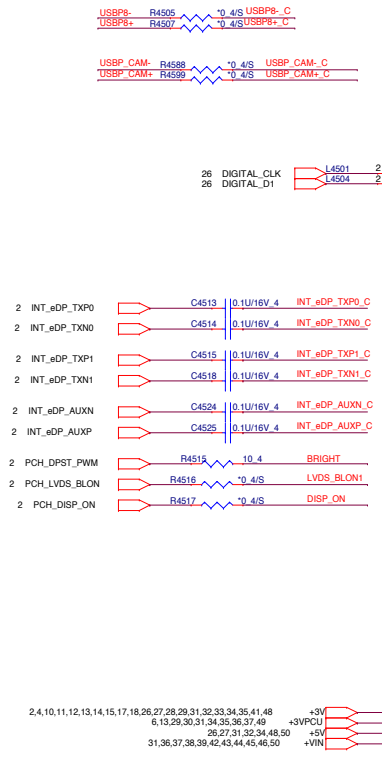 USBP8- R4505 *0_4/S USBP8-_C
USBP8+ R4507 *0_4/S USBP8+_C
USBP_CAM- R4588 *0_4/S USBP_CAM-_C
USBP_CAM+ R4599 *0_4/S USBP_CAM+_C
26 DIGITAL_CLK L4501 2
26 DIGITAL_D1 L4504 2
2 INT_eDP_TXP0 C4513 0.1U/16V_4 INT_eDP_TXP0_C
2 INT_eDP_TXN0 C4514 0.1U/16V_4 INT_eDP_TXN0_C
2 INT_eDP_TXP1 C4515 0.1U/16V_4 INT_eDP_TXP1_C
2 INT_eDP_TXN1 C4518 0.1U/16V_4 INT_eDP_TXN1_C
2 INT_eDP_AUXN C4524 0.1U/16V_4 INT_eDP_AUXN_C
2 INT_eDP_AUXP C4525 0.1U/16V_4 INT_eDP_AUXP_C
2 PCH_DPST_PWM R4515 10_4 BRIGHT
2 PCH_LVDS_BLON R4516 *0_4/S LVDS_BLON1
2 PCH_DISP_ON R4517 *0_4/S DISP_ON
2,4,10,11,12,13,14,15,17,18,26,27,28,29,31,32,33,34,35,41,48 +3V
6,13,29,30,31,34,35,36,37,49 +3VPCU
26,27,31,32,34,48,50 +5V
31,36,37,38,39,42,43,44,45,46,50 +VIN